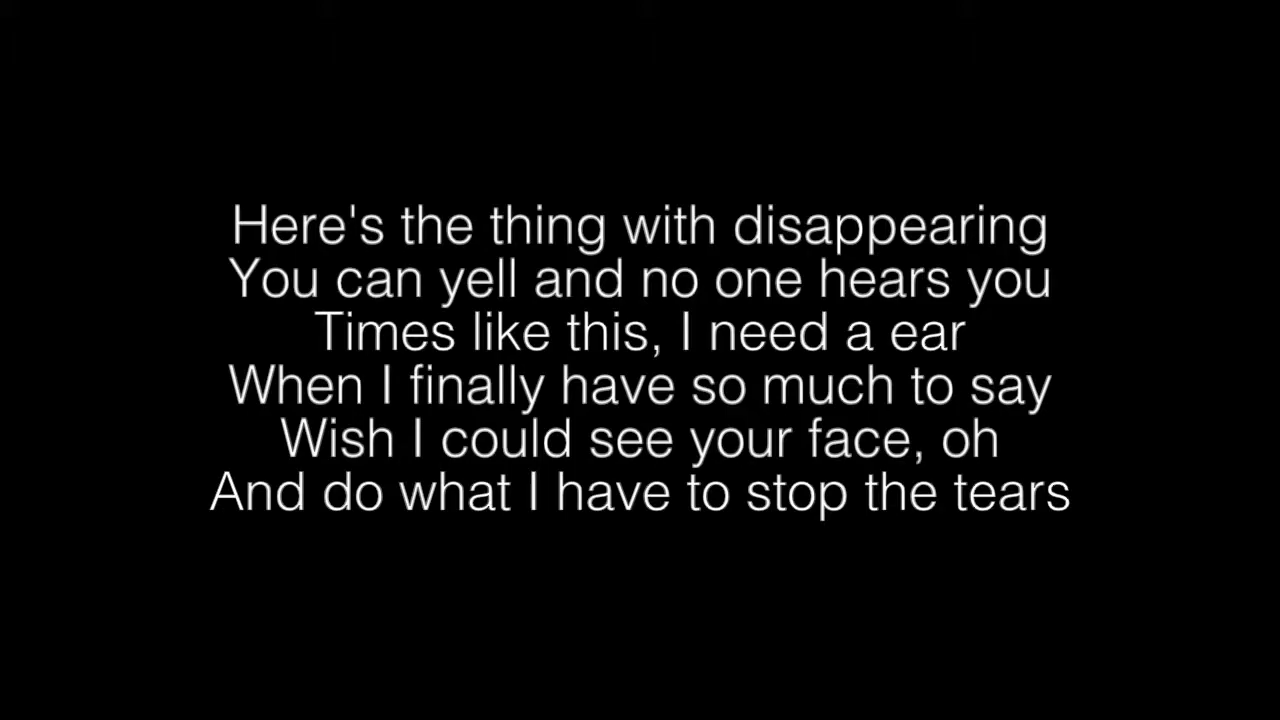 Here's the thing with disappearing
You can yell and no one hears you
Times like this, I need a ear
When I finally have so much to say
Wish I could see your face, oh
And do what I have to stop the tears